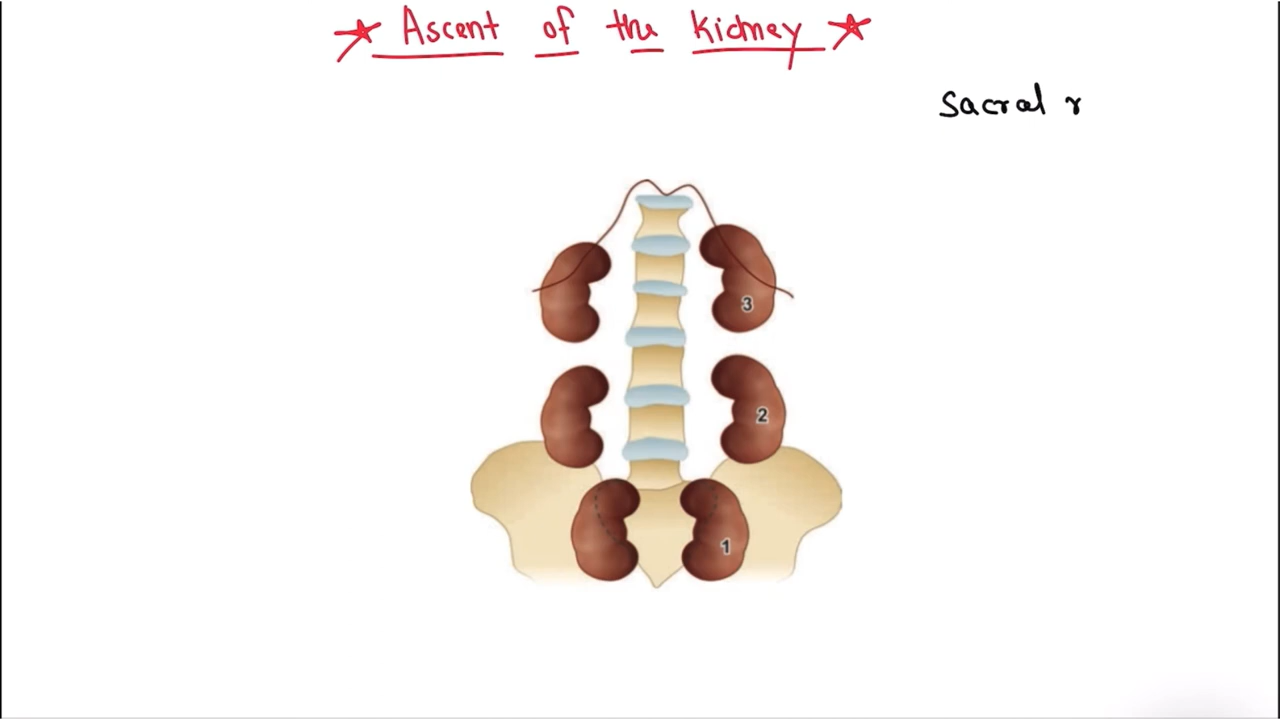 ★ Ascent of the kidney ★
Sacral r
3
2
1